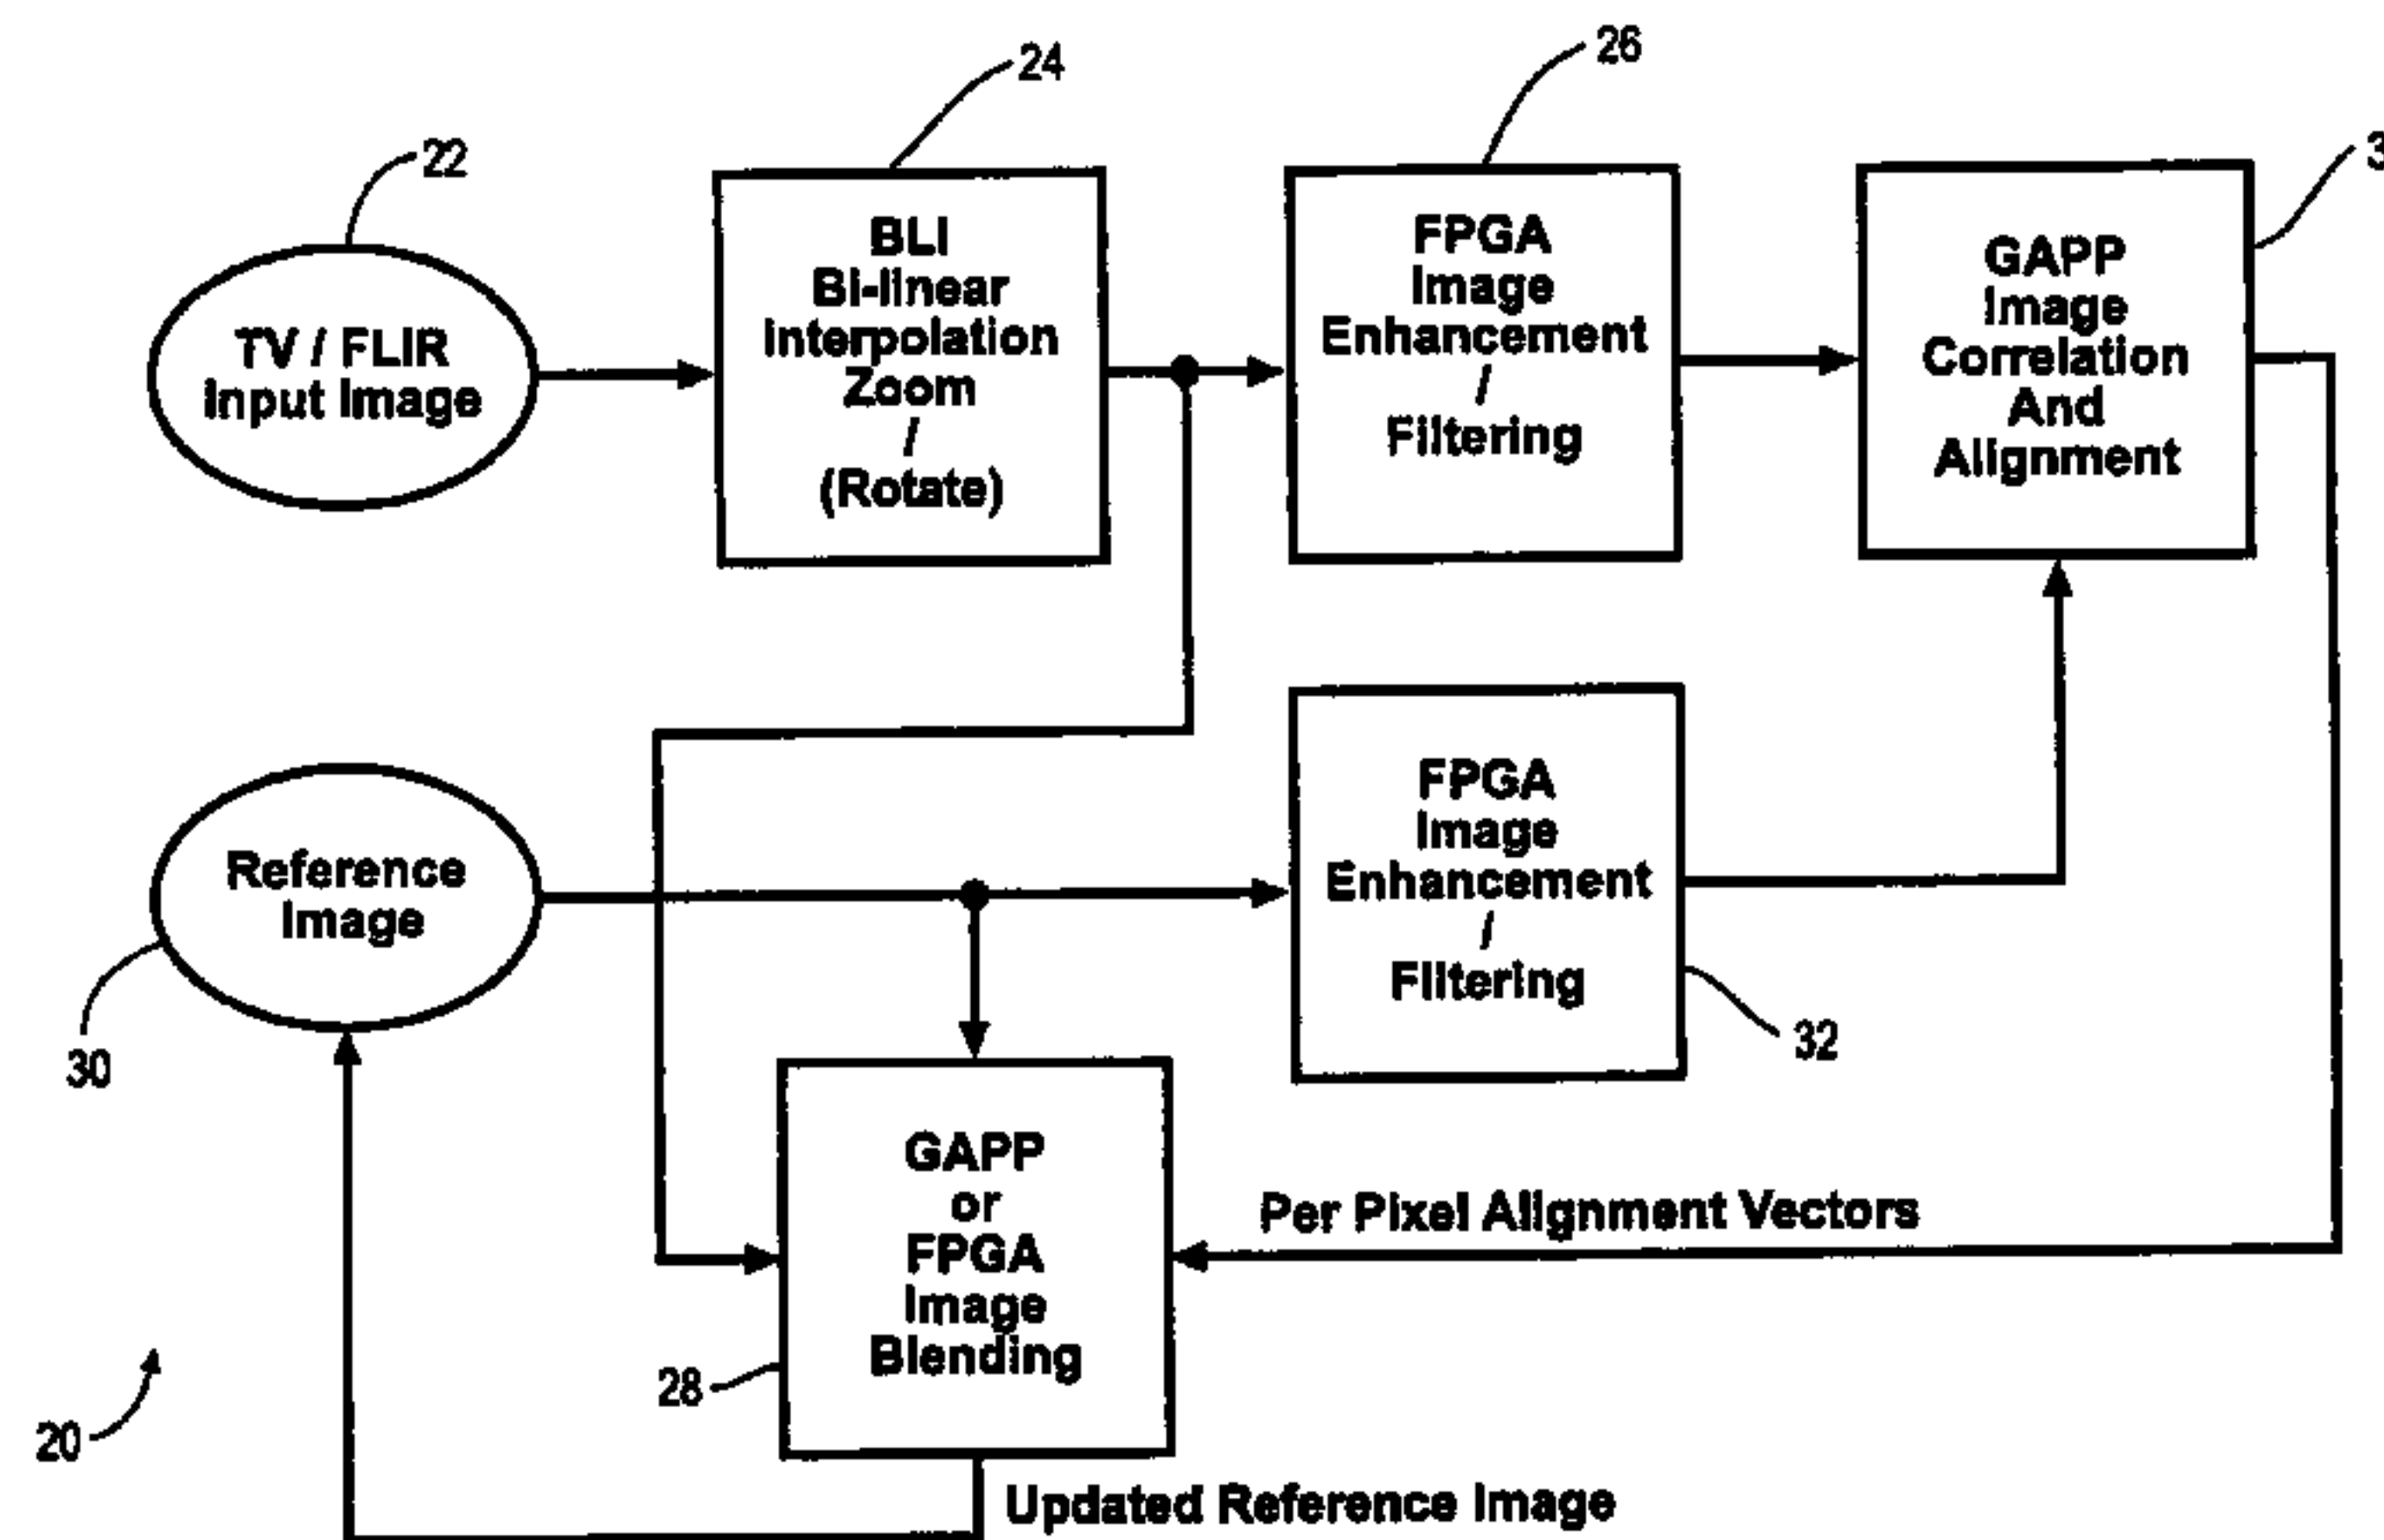 24
26
22
BLI
Bi-linear
Interpolation
Zoom
/
(Rotate)
FPGA
Image
Enhancement
/
Filtering
GAPP
Image
Correlation
And
Alignment
TV / FLIR
Input Image
Reference
Image
30
FPGA
Image
Enhancement
/
Filtering
32
GAPP
or
FPGA
Image
Blending
28
Per Pixel Alignment Vectors
20
Updated Reference Image